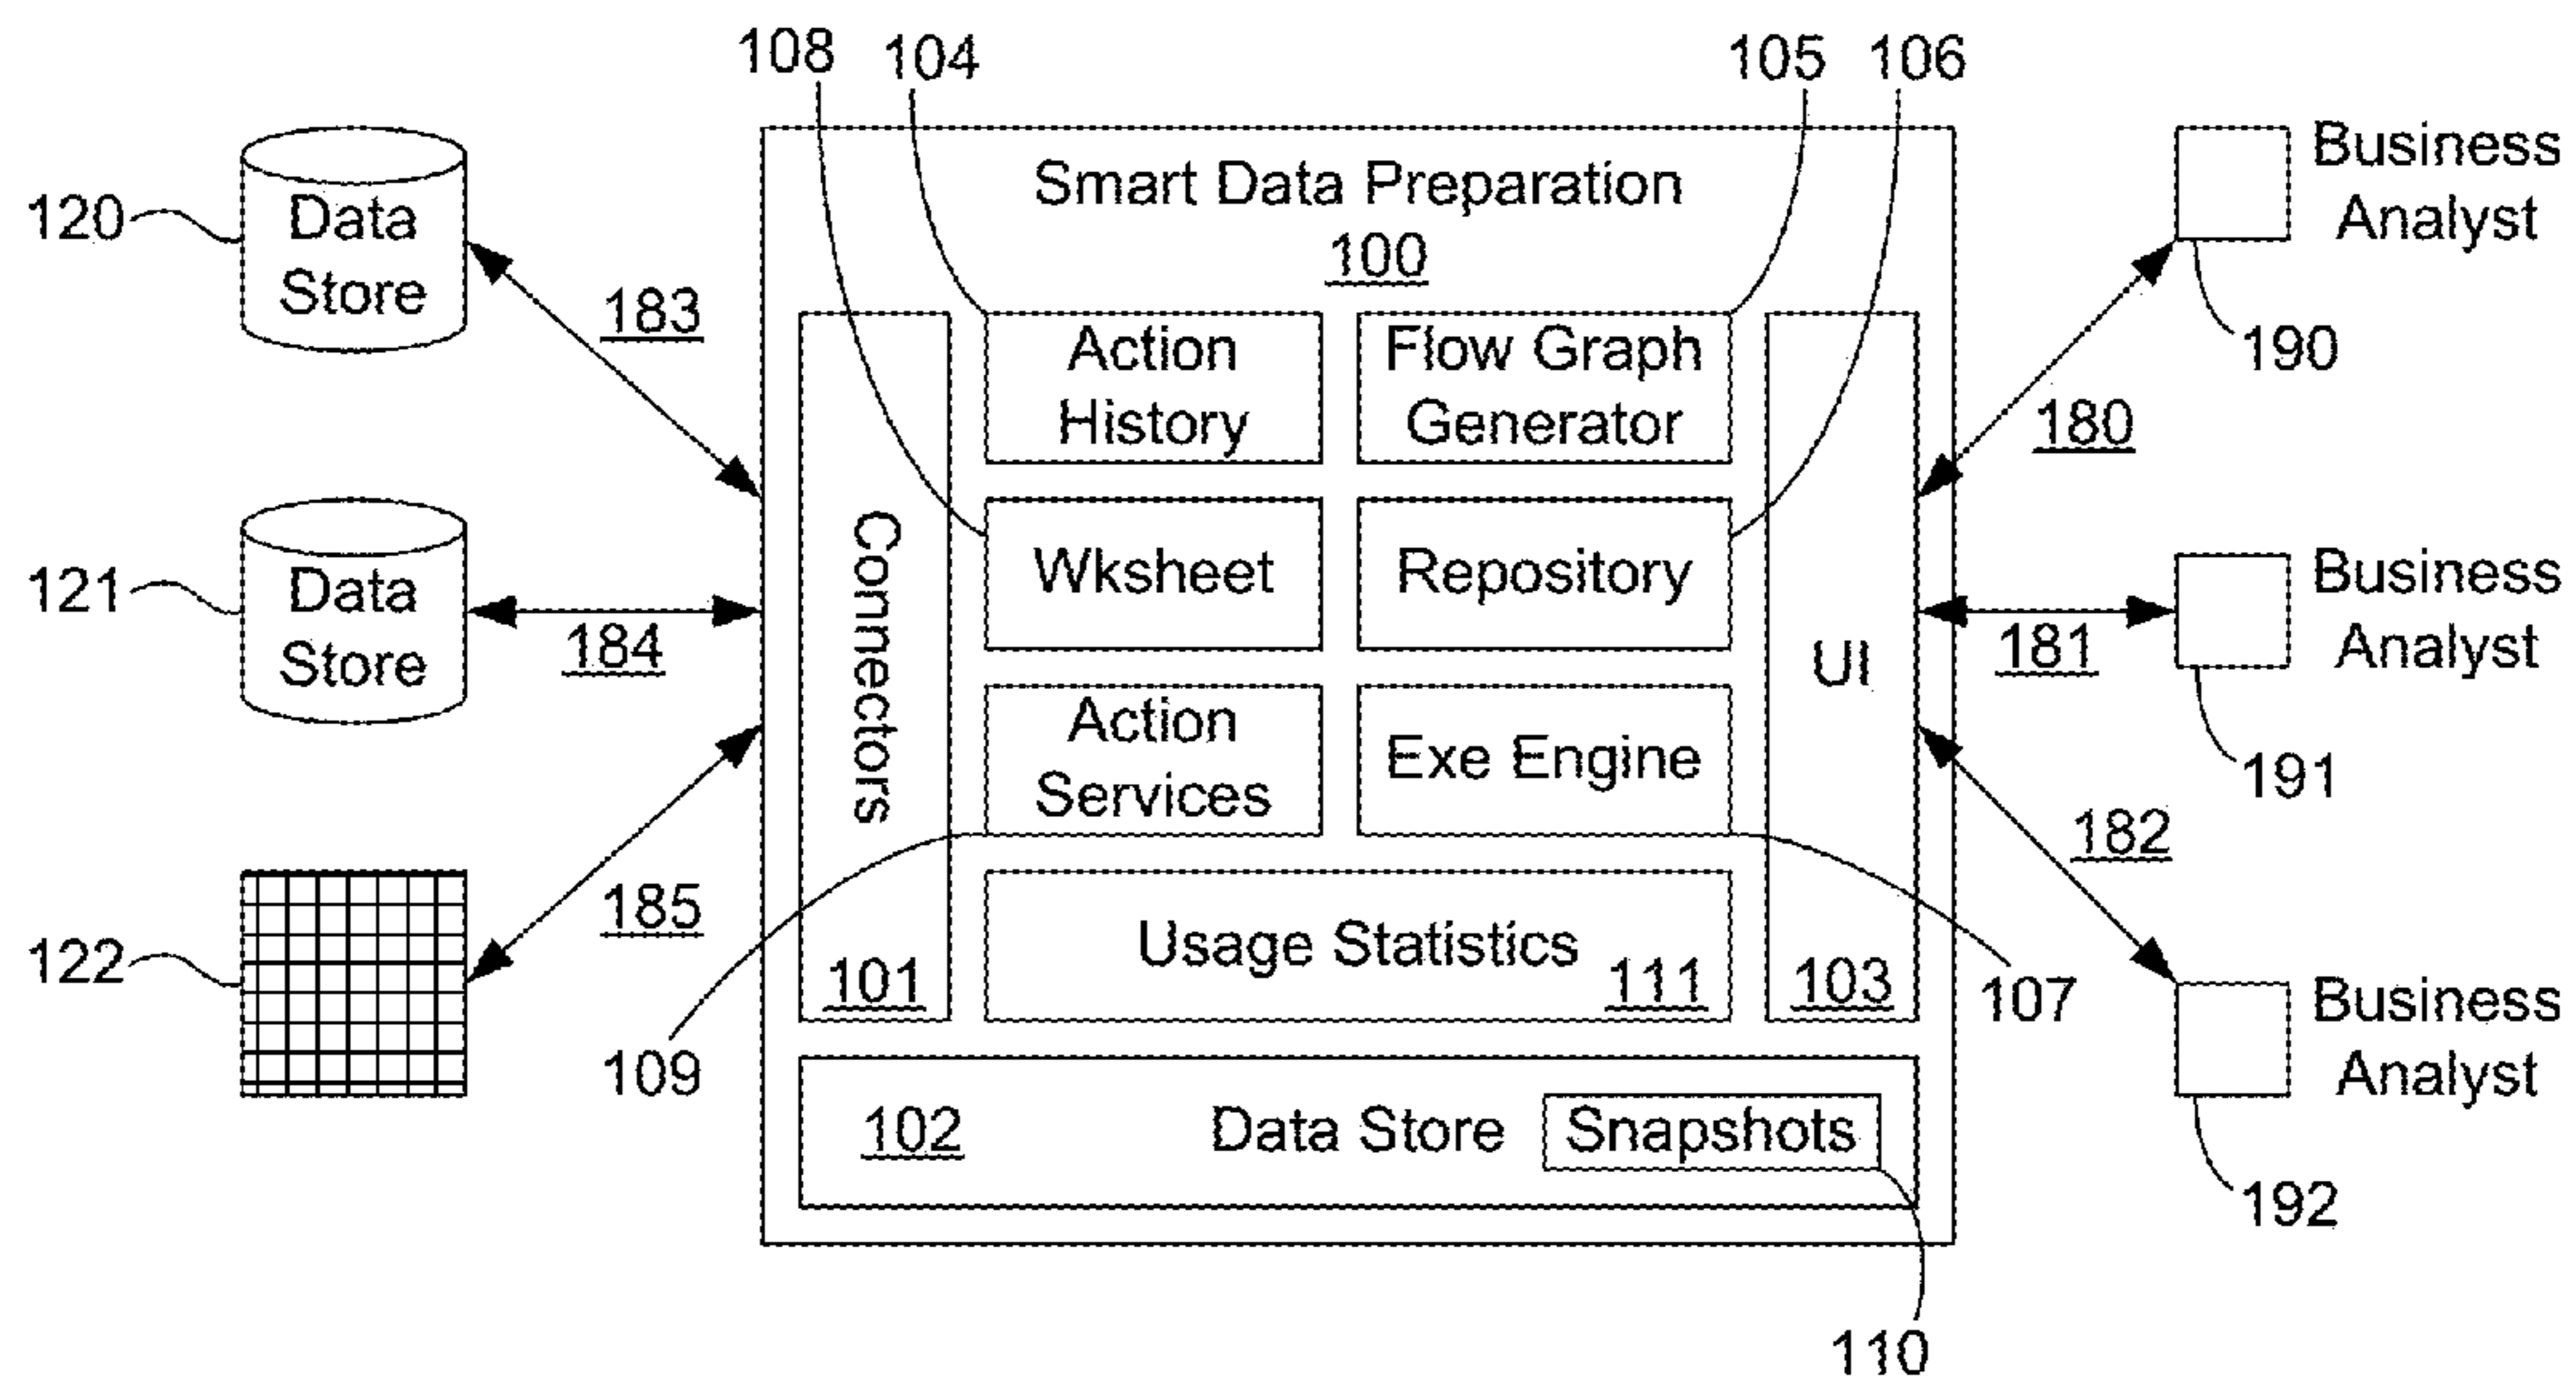 108 104 105 106
Smart Data Preparation
100
120
Data
Store
183
121
Data
Store
184
122
185
Connectors
101
Action
History
Flow Graph
Generator
Wksheet
Repository
Action
Services
Exe Engine
Usage Statistics
111
UI
103
109
107
102
Data Store
Snapshots
110
Business
Analyst
190
180
Business
Analyst
181
191
182
Business
Analyst
192